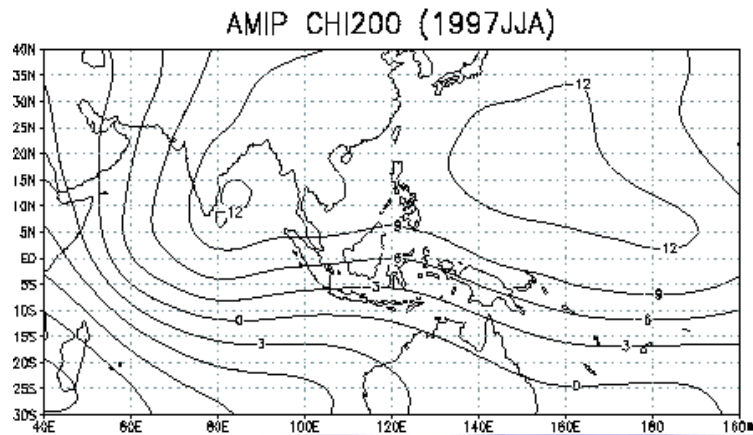 AMIP CHI200 (1997JJA)
40N
35N
12
30N
25N
20N
15N
10N
12
5N
9
12
EQ
6
5S
3
9
10S
0
6
15S
3
3
20S
25S
0
30S
40E 60E 80E 100E 120E 140E 160E 180